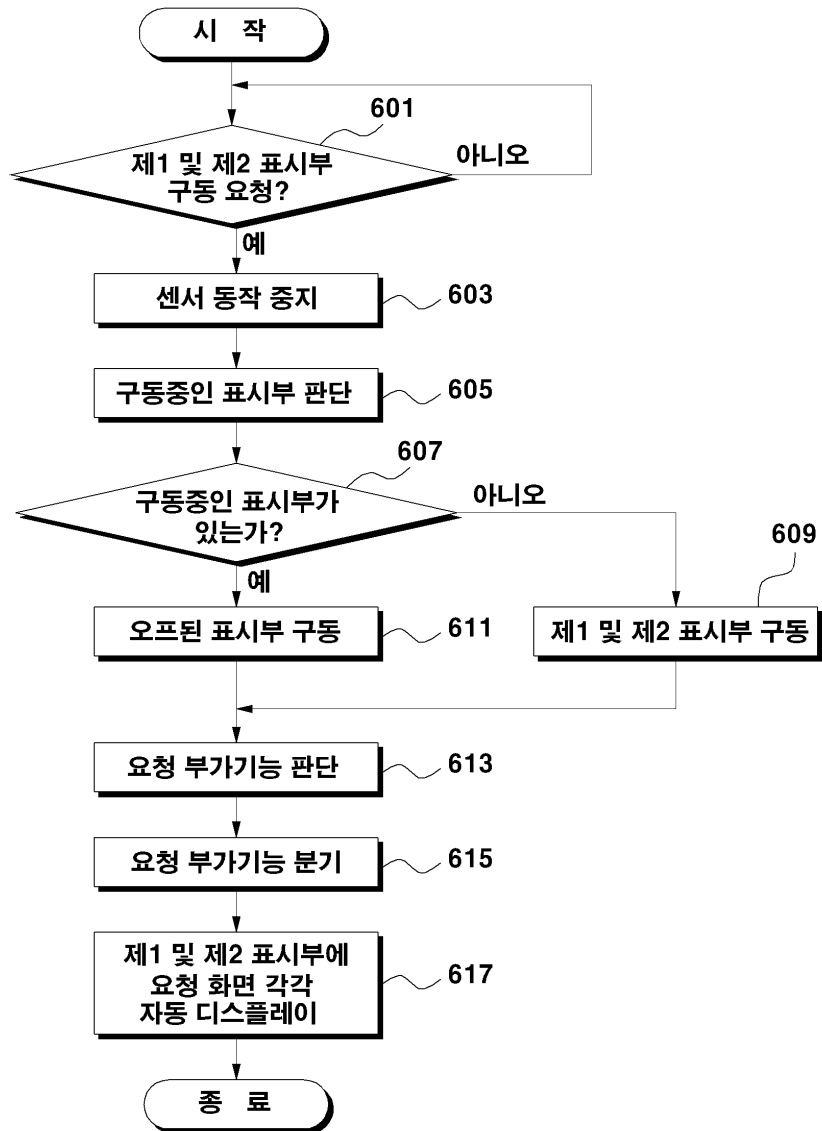 시 작
601
제1 및 제2 표시부
구동 요청?
아니오
예
센서 동작 중지
603
구동중인 표시부 판단
605
607
구동중인 표시부가
있는가?
아니오
예
609
오프된 표시부 구동
611
제1 및 제2 표시부 구동
요청 부가기능 판단
613
요청 부가기능 분기
615
제1 및 제2 표시부에
요청 화면 각각
자동 디스플레이
617
종 료